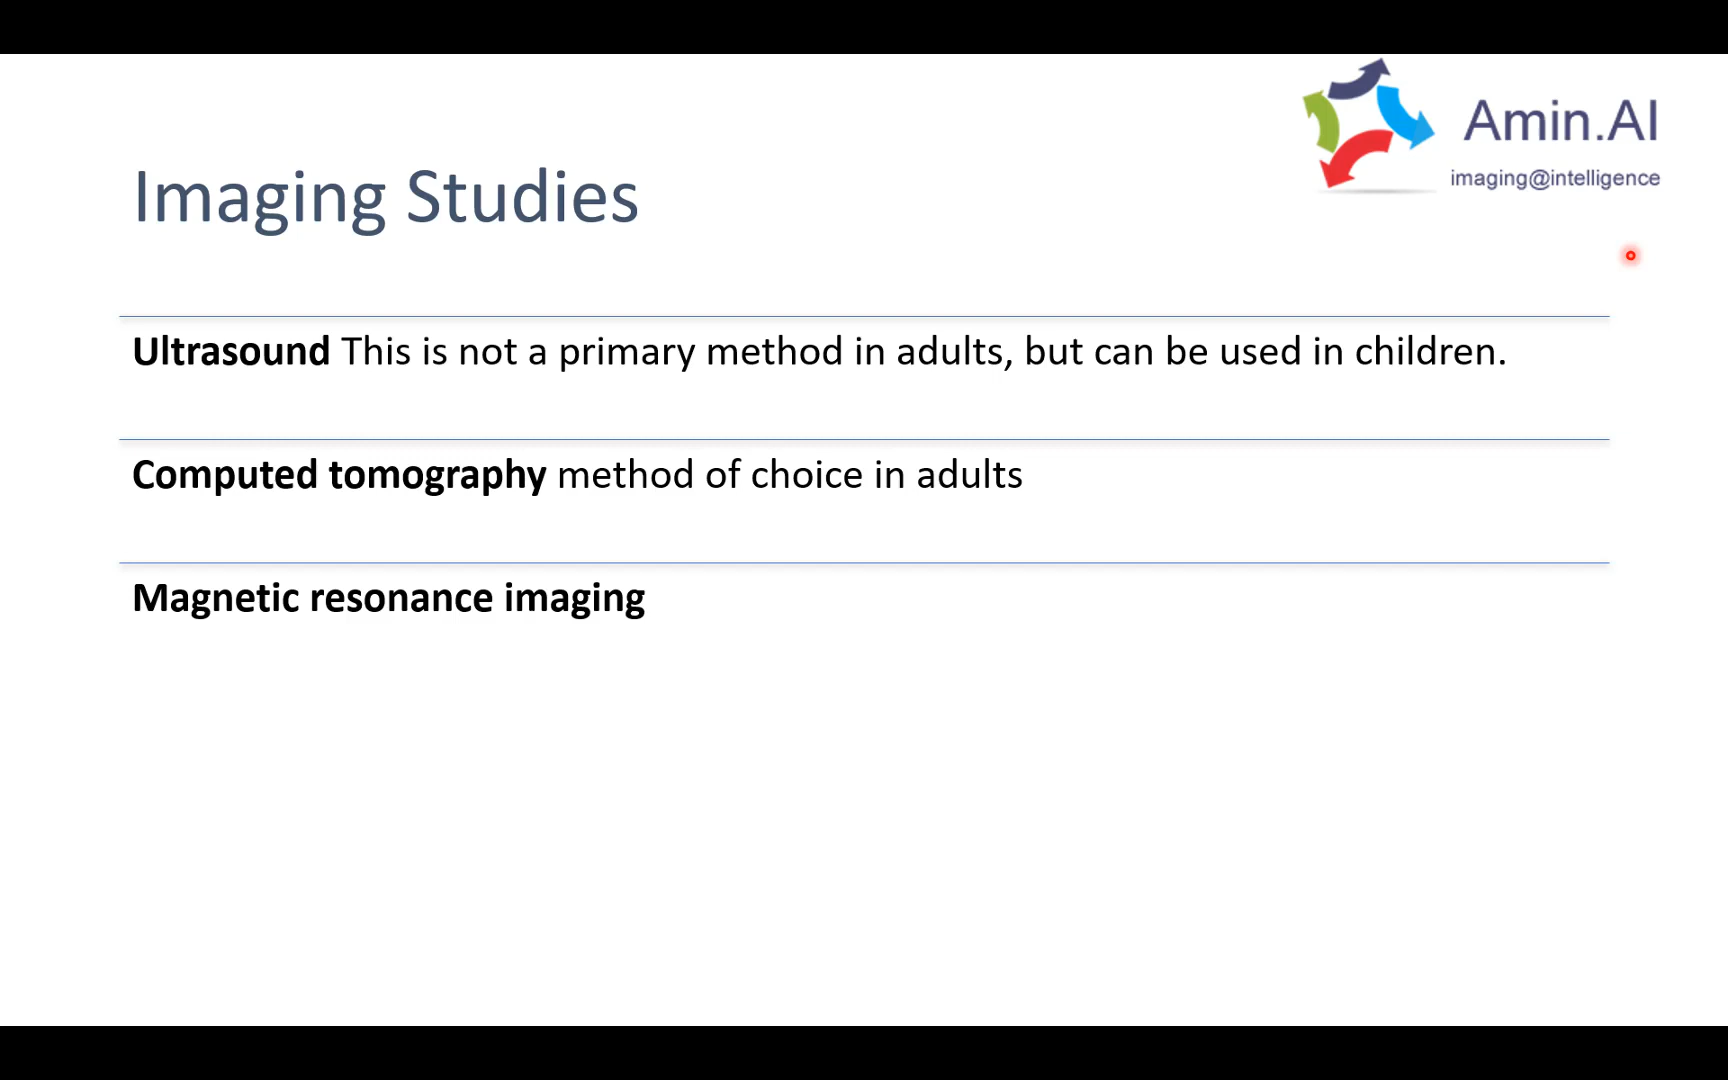 Amin.AI
imaging@intelligence
Imaging Studies
Ultrasound This is not a primary method in adults, but can be used in children.
Computed tomography method of choice in adults
Magnetic resonance imaging